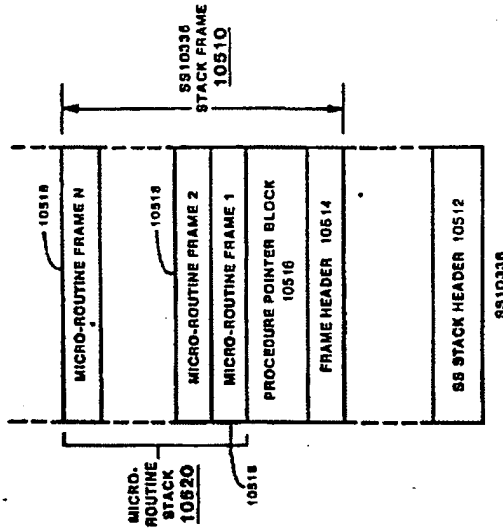 10518
MICRO-ROUTINE FRAME N
SS10336
STACK FRAME
10510
10518
MICRO-ROUTINE FRAME 2
MICRO-ROUTINE FRAME 1
MICRO-
ROUTINE
STACK
10520
10518
PROCEDURE POINTER BLOCK
10516
FRAME HEADER 10514
SS STACK HEADER 10512
SS10336